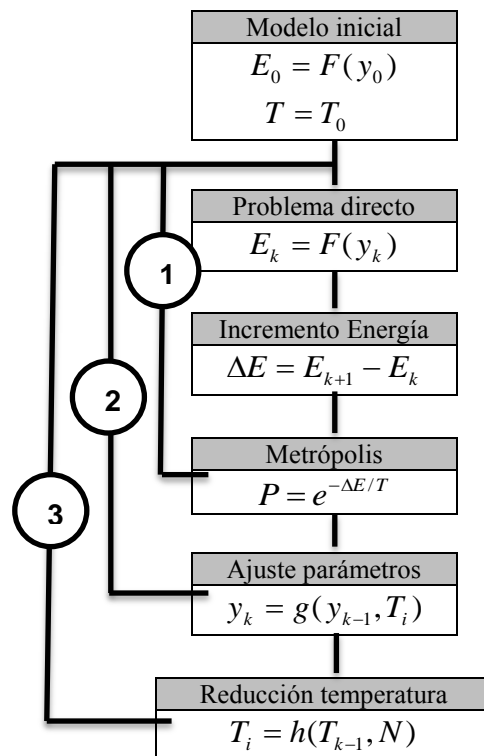 Modelo inicial
E_0 = F(y_0)
T = T_0
Problema directo
E_k = F(y_k)
1
Incremento Energía
ΔE = E_{k+1} − E_k
2
Metrópolis
P = e^{−ΔE/T}
3
Ajuste parámetros
y_k = g(y_{k−1}, T_i)
Reducción temperatura
T_i = h(T_{k−1}, N)